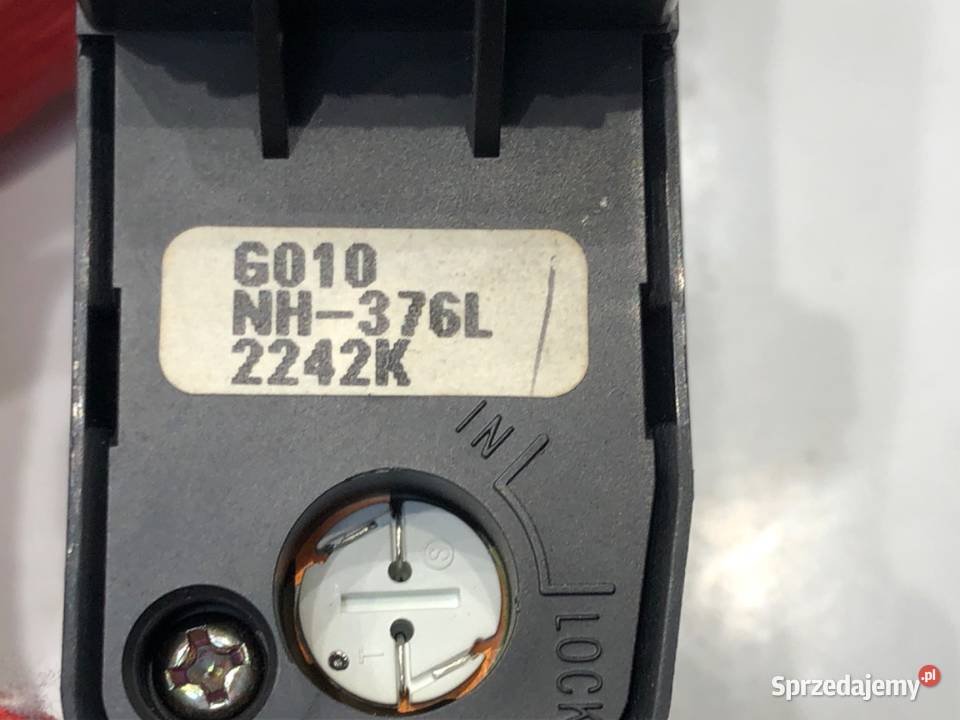 G010
NH-376L
2242K
IN
LOCK
Sprzedajemy.pl